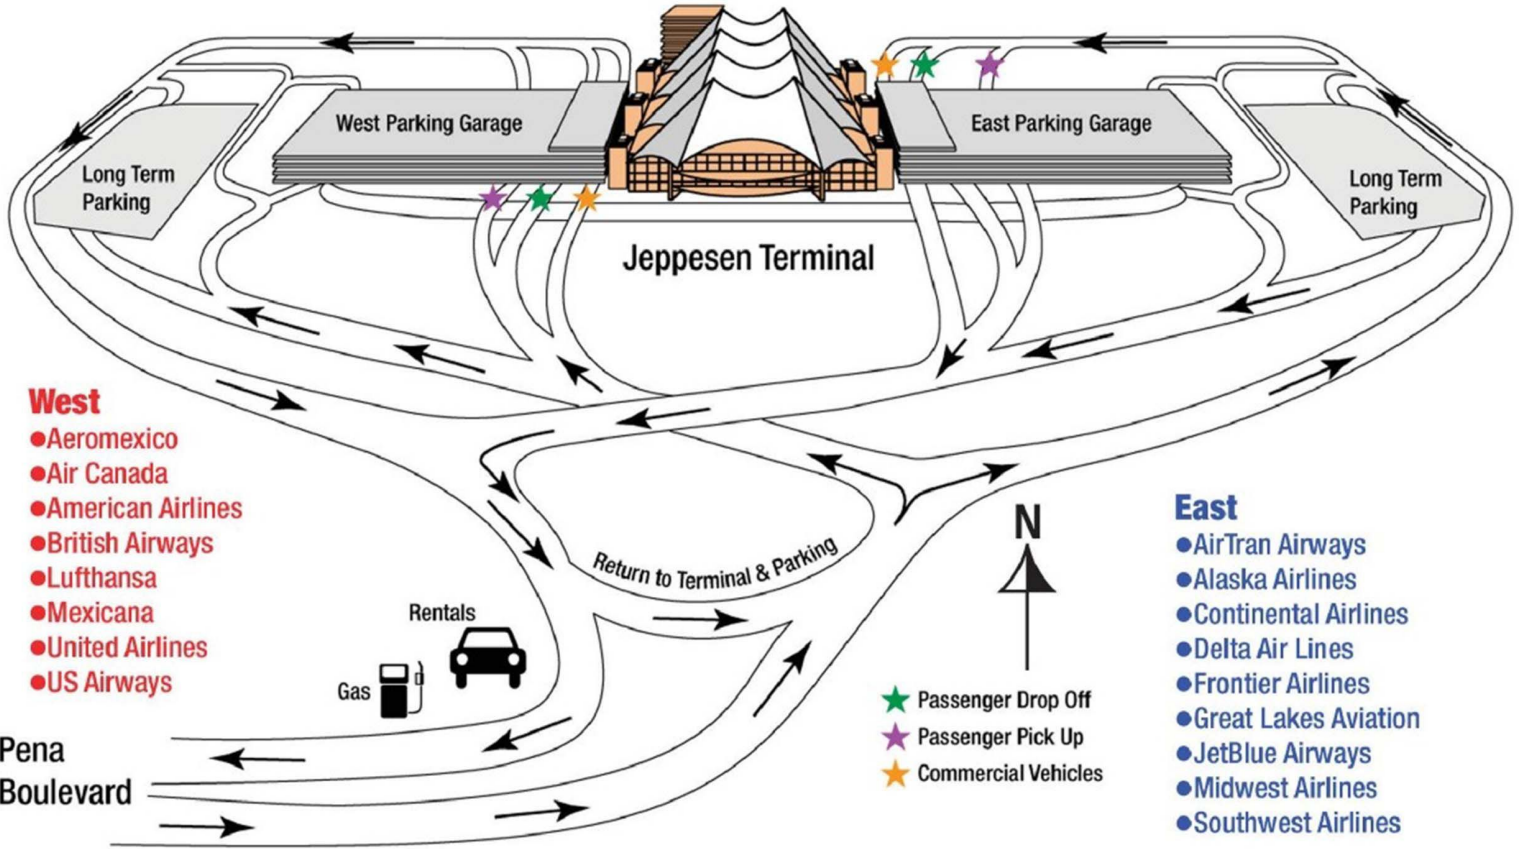 West Parking Garage
East Parking Garage
Long Term
Parking
Long Term
Parking
Jeppesen Terminal
West
●Aeromexico
●Air Canada
●American Airlines
●British Airways
●Lufthansa
●Mexicana
●United Airlines
●US Airways
Return to Terminal & Parking
N
Rentals
Gas
Passenger Drop Off
Passenger Pick Up
Commercial Vehicles
East
●AirTran Airways
●Alaska Airlines
●Continental Airlines
●Delta Air Lines
●Frontier Airlines
●Great Lakes Aviation
●JetBlue Airways
●Midwest Airlines
●Southwest Airlines
Pena
Boulevard